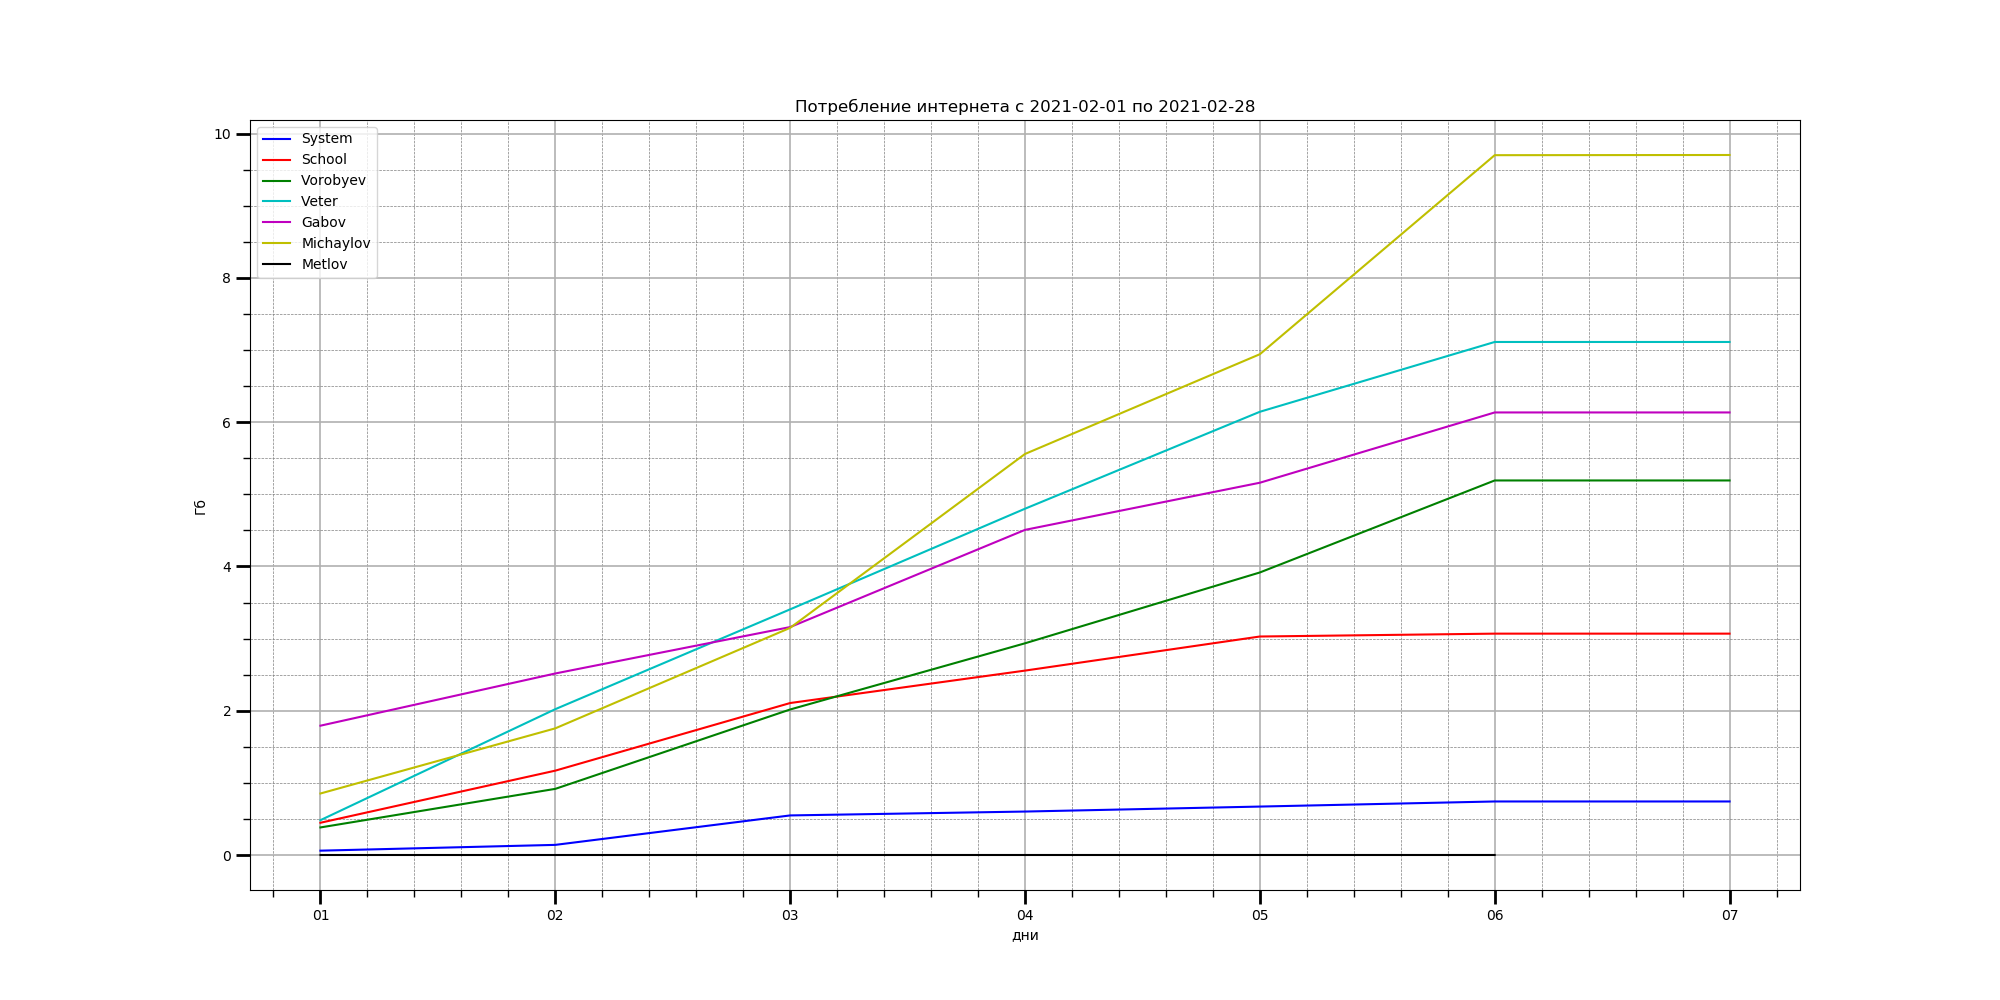 Потребление интернета с 2021-02-01 по 2021-02-28
10
8
6
4
2
0
Гб
System
School
Vorobyev
Veter
Gabov
Michaylov
Metlov
01 02 03 04 05 06 07
дни